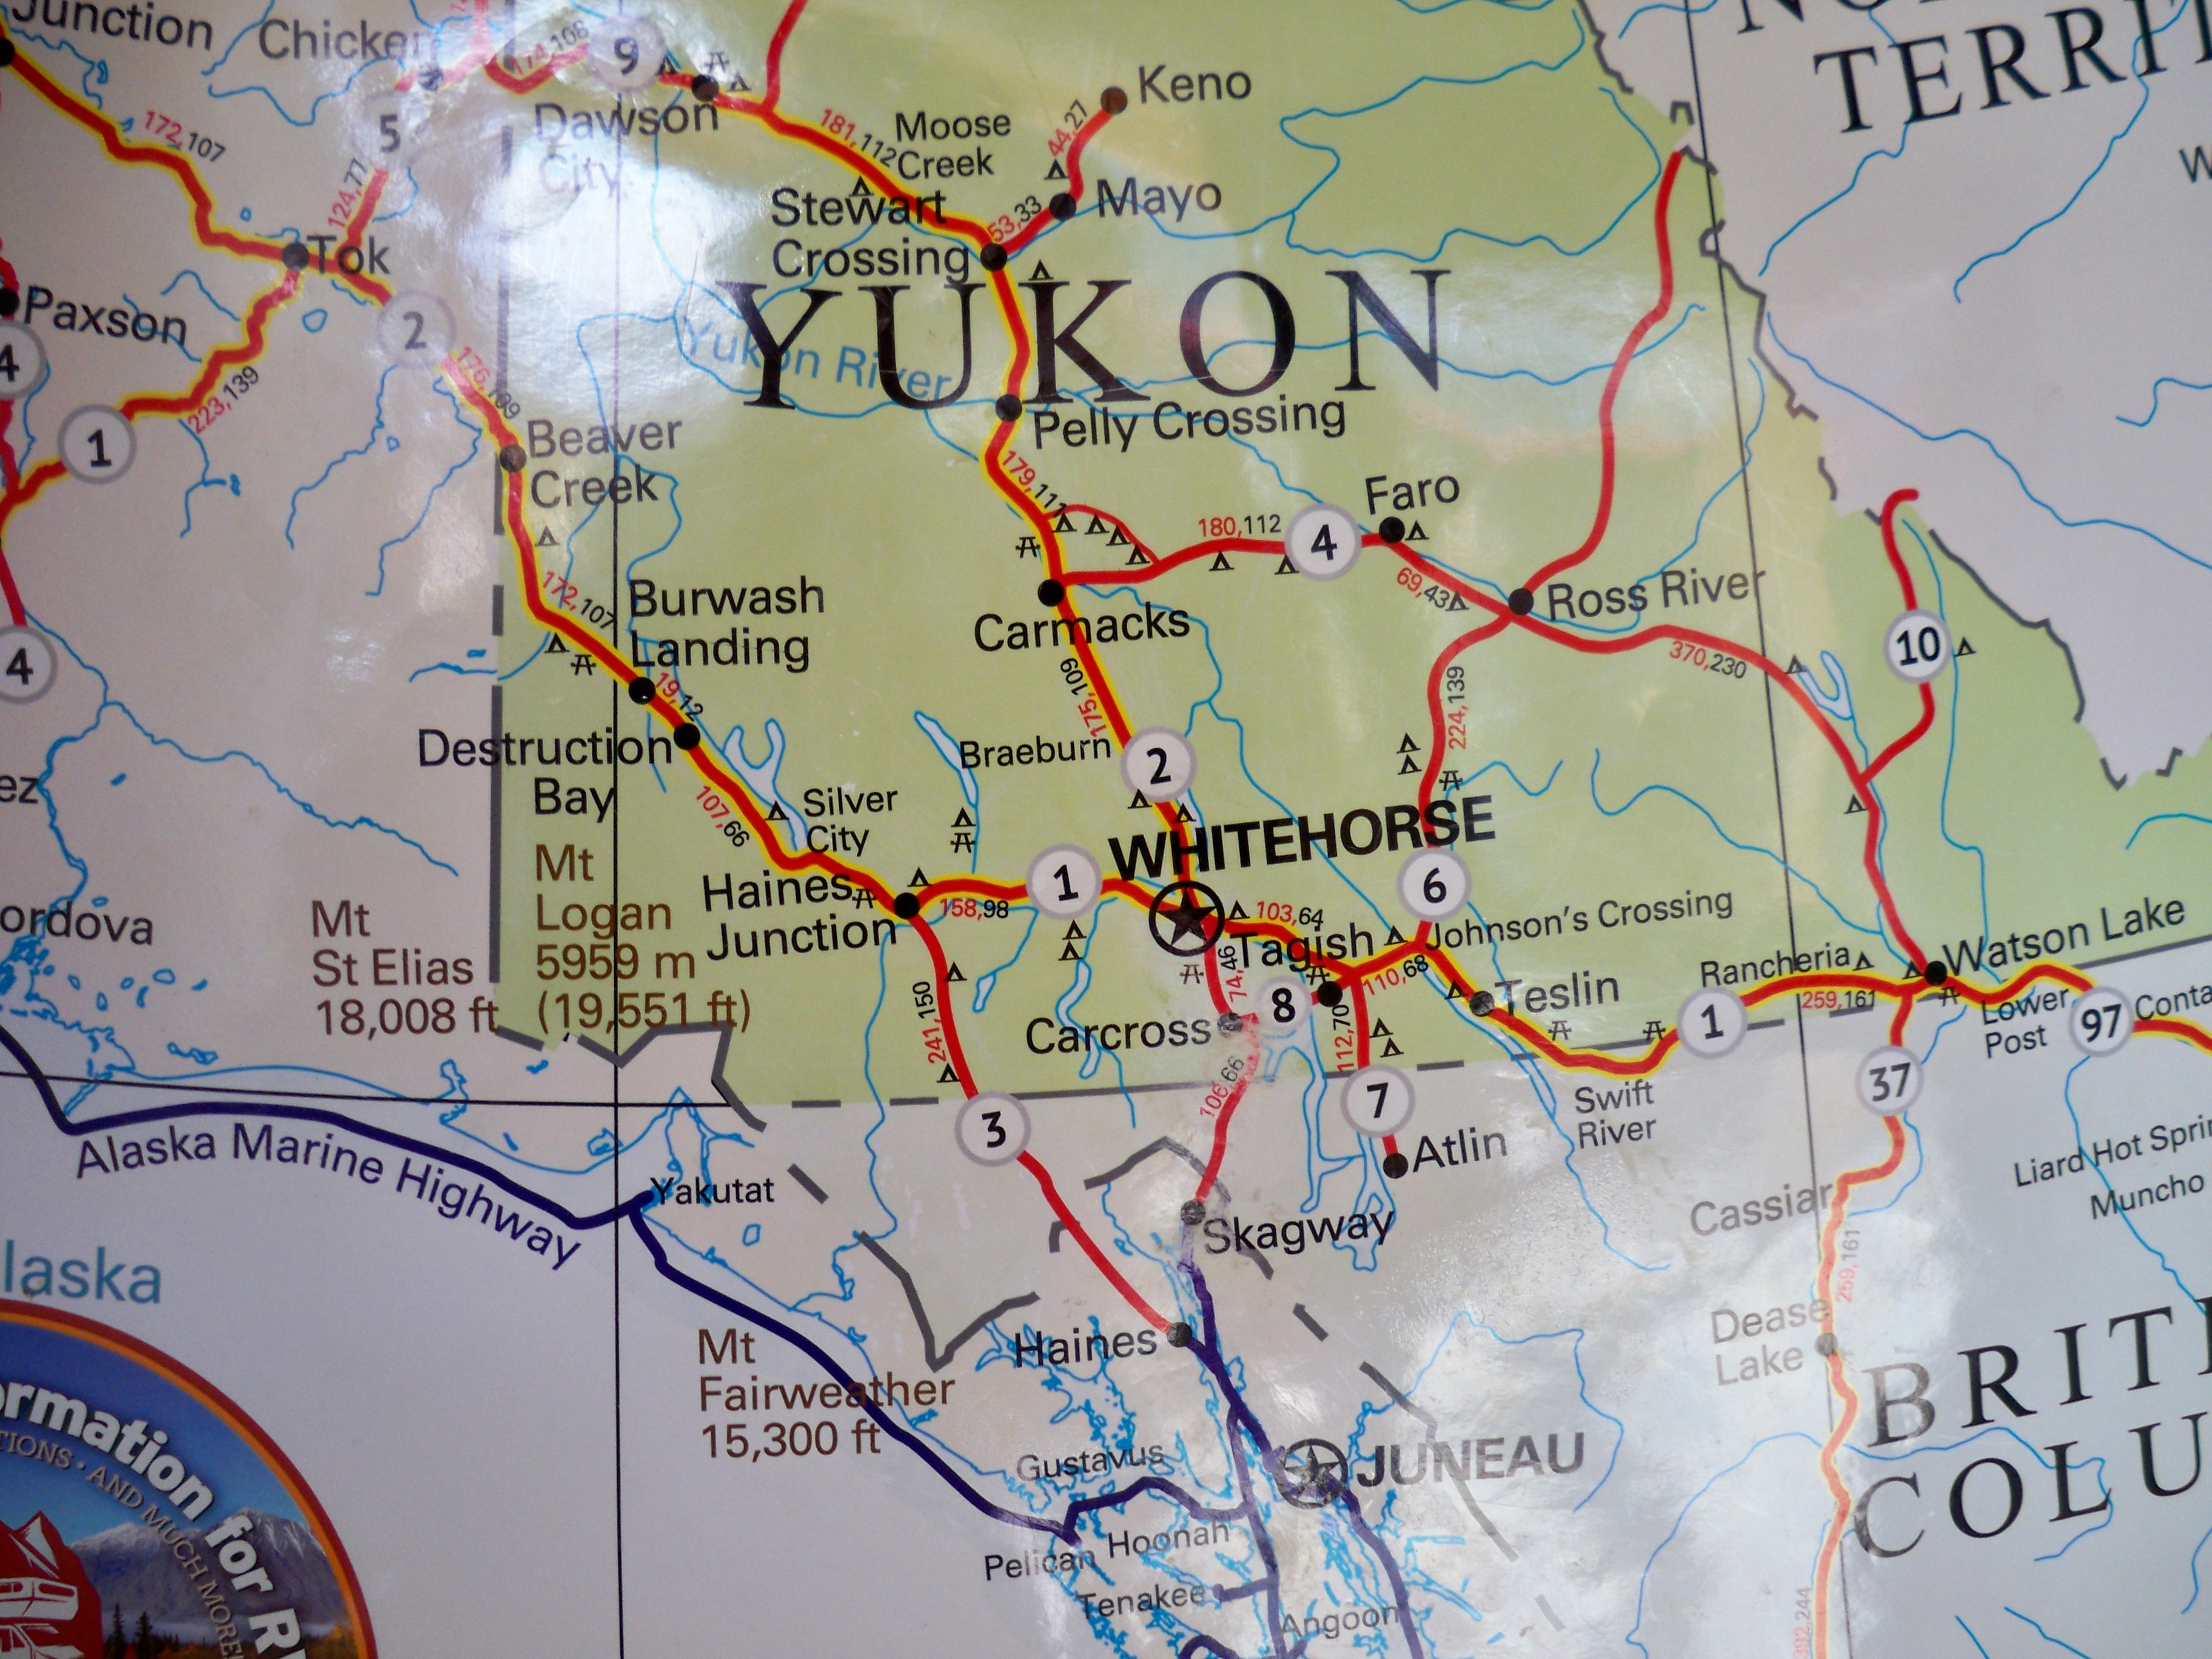 Junction
Chicken
174,108
9
TERRIT
Keno
Dawson
City
181,112
Moose
Creek
44,27
5
172,107
124,77
Mayo
Stewart
Crossing
53,33
Tok
YUKON
Paxson
2
Yukon River
4
176,109
223,139
1
Beaver
Creek
Pelly Crossing
179,111
Faro
180,112
4
69,43
Ross River
172,107
Burwash
Landing
Carmacks
4
10
370,230
19,12
175,109
224,139
Destruction
Bay
Braeburn
2
107,66
Silver
City
WHITEHORSE
Mt
Logan
5959 m
(19,551 ft)
Haines
Junction
1
158,98
6
103,64
Johnson's Crossing
ordova
Mt
St Elias
18,008 ft
Tagish
74,46
110,68
Watson Lake
Rancheria
259,161
Teslin
241,150
8
Carcross
112,70
1
Lower
Post
97
Conta
106,66
37
3
7
Swift
River
Atlin
Alaska Marine Highway
Yakutat
Liard Hot Sprin
Muncho
Cassiar
Skagway
259,161
laska
Haines
Dease
Lake
BRITI
COLU
Mt
Fairweather
15,300 ft
Gustavus
JUNEAU
Hoonah
Pelican
Tenakee
Angoon
392,244
ormation for R
TIONS · AND MUCH MORE